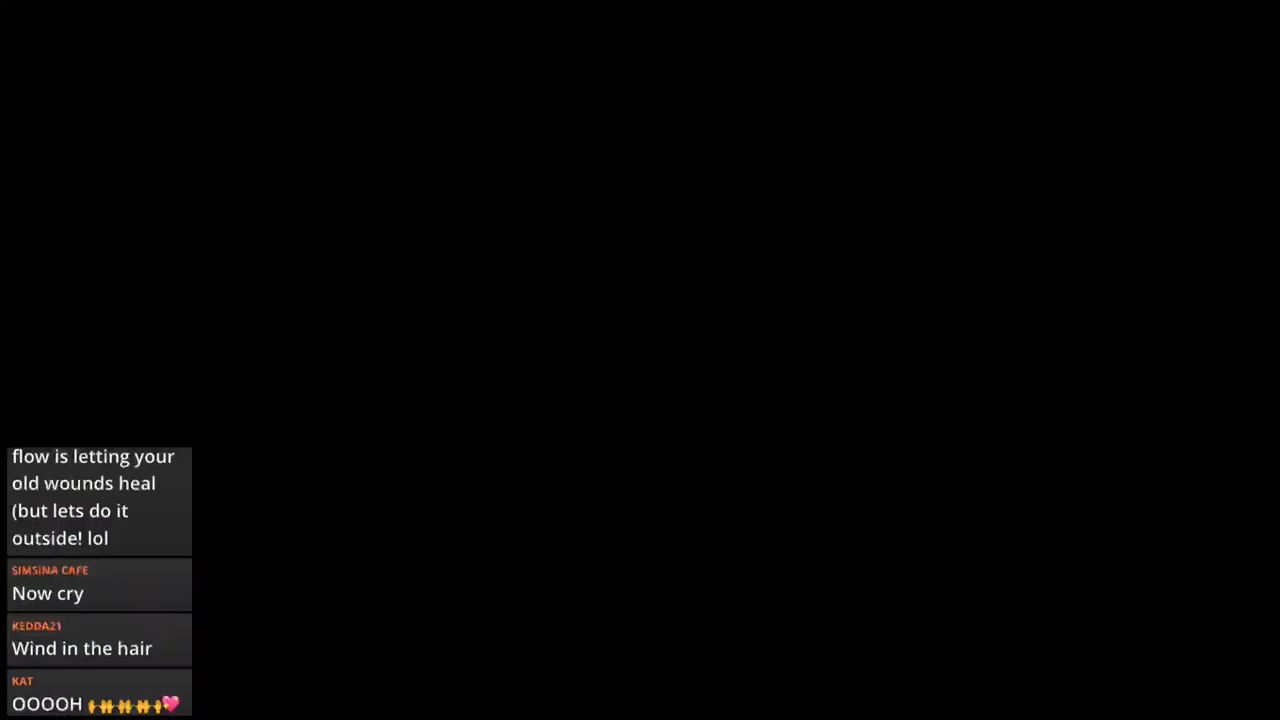 flow is letting your
old wounds heal
(but lets do it
outside! lol
SIMSINA CAFE
Now cry
KEDDA21
Wind in the hair
KAT
OOOOH 🙌🙌🙌🙌💖